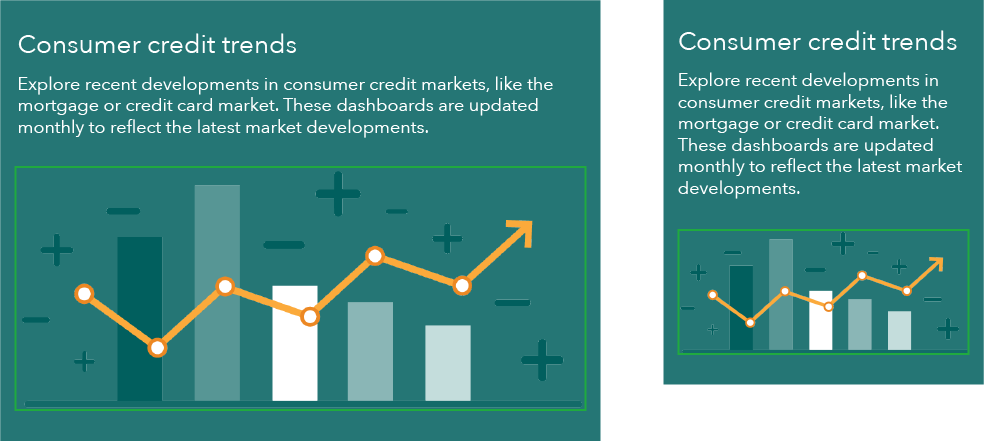 Consumer credit trends
Explore recent developments in consumer credit markets, like the
mortgage or credit card market. These dashboards are updated
monthly to reflect the latest market developments.
Consumer credit trends
Explore recent developments in
consumer credit markets, like the
mortgage or credit card market.
These dashboards are updated
monthly to reflect the latest market
developments.